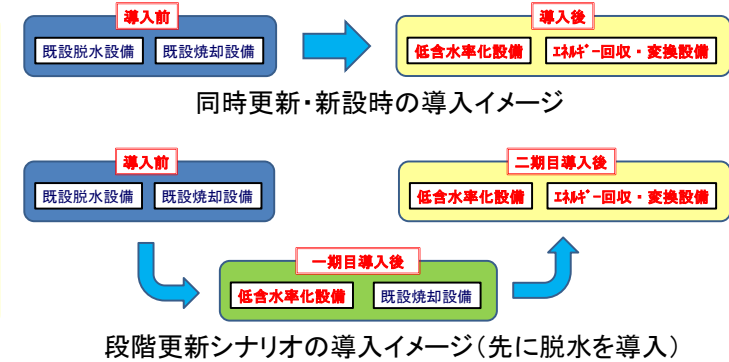 導入前
導入後
既設脱水設備 既設焼却設備
低含水率化設備 ｴﾈﾙｷﾞｰ回収・変換設備
同時更新・新設時の導入イメージ
導入前
二期目導入後
既設脱水設備 既設焼却設備
低含水率化設備 ｴﾈﾙｷﾞｰ回収・変換設備
一期目導入後
低含水率化設備 既設焼却設備
段階更新シナリオの導入イメージ（先に脱水を導入）